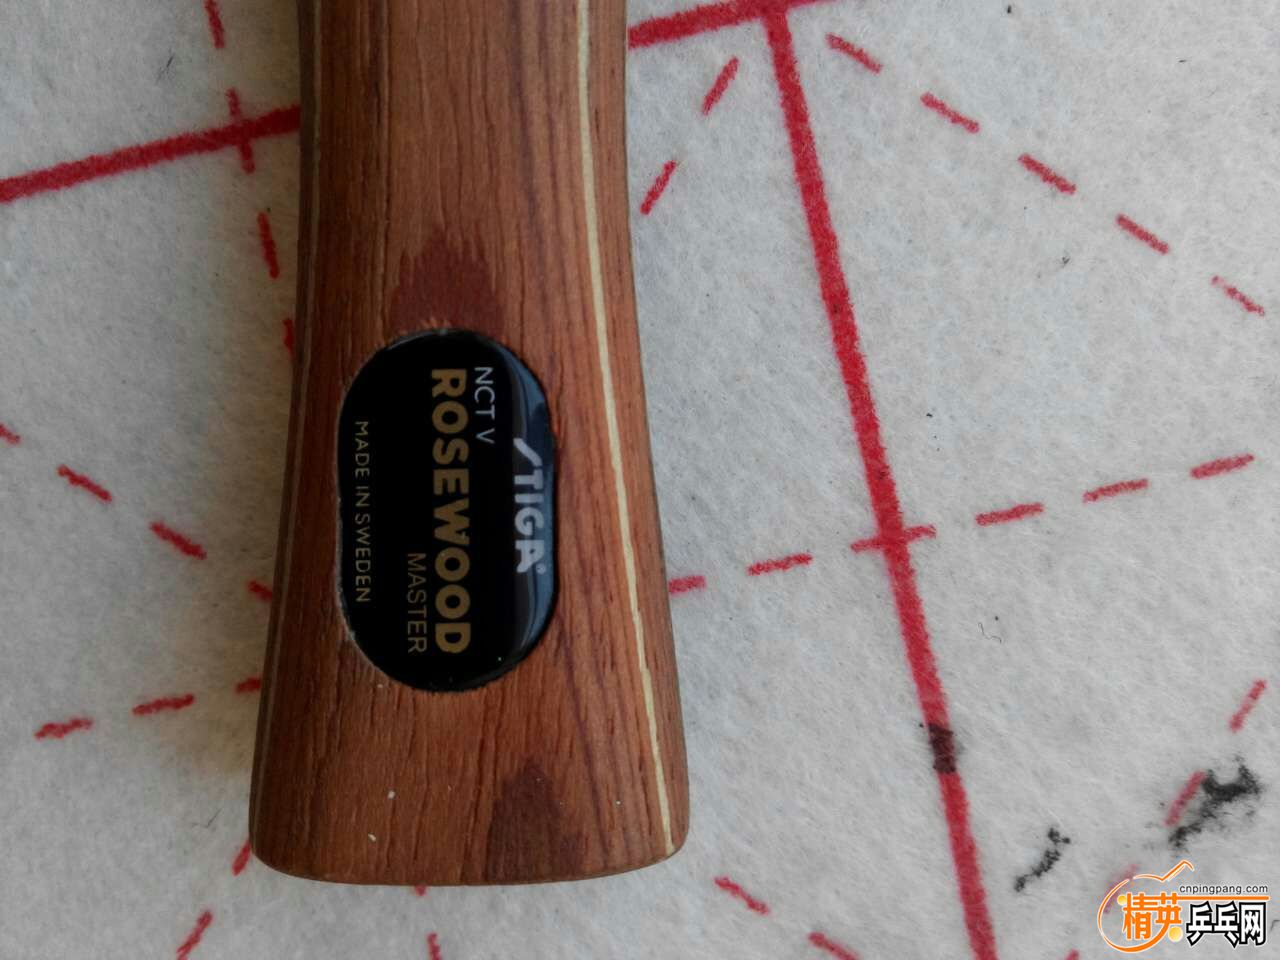 STIGA®
NCT V
ROSEWOOD
MASTER
MADE IN SWEDEN
cnpingpang.com
精英乒乓网